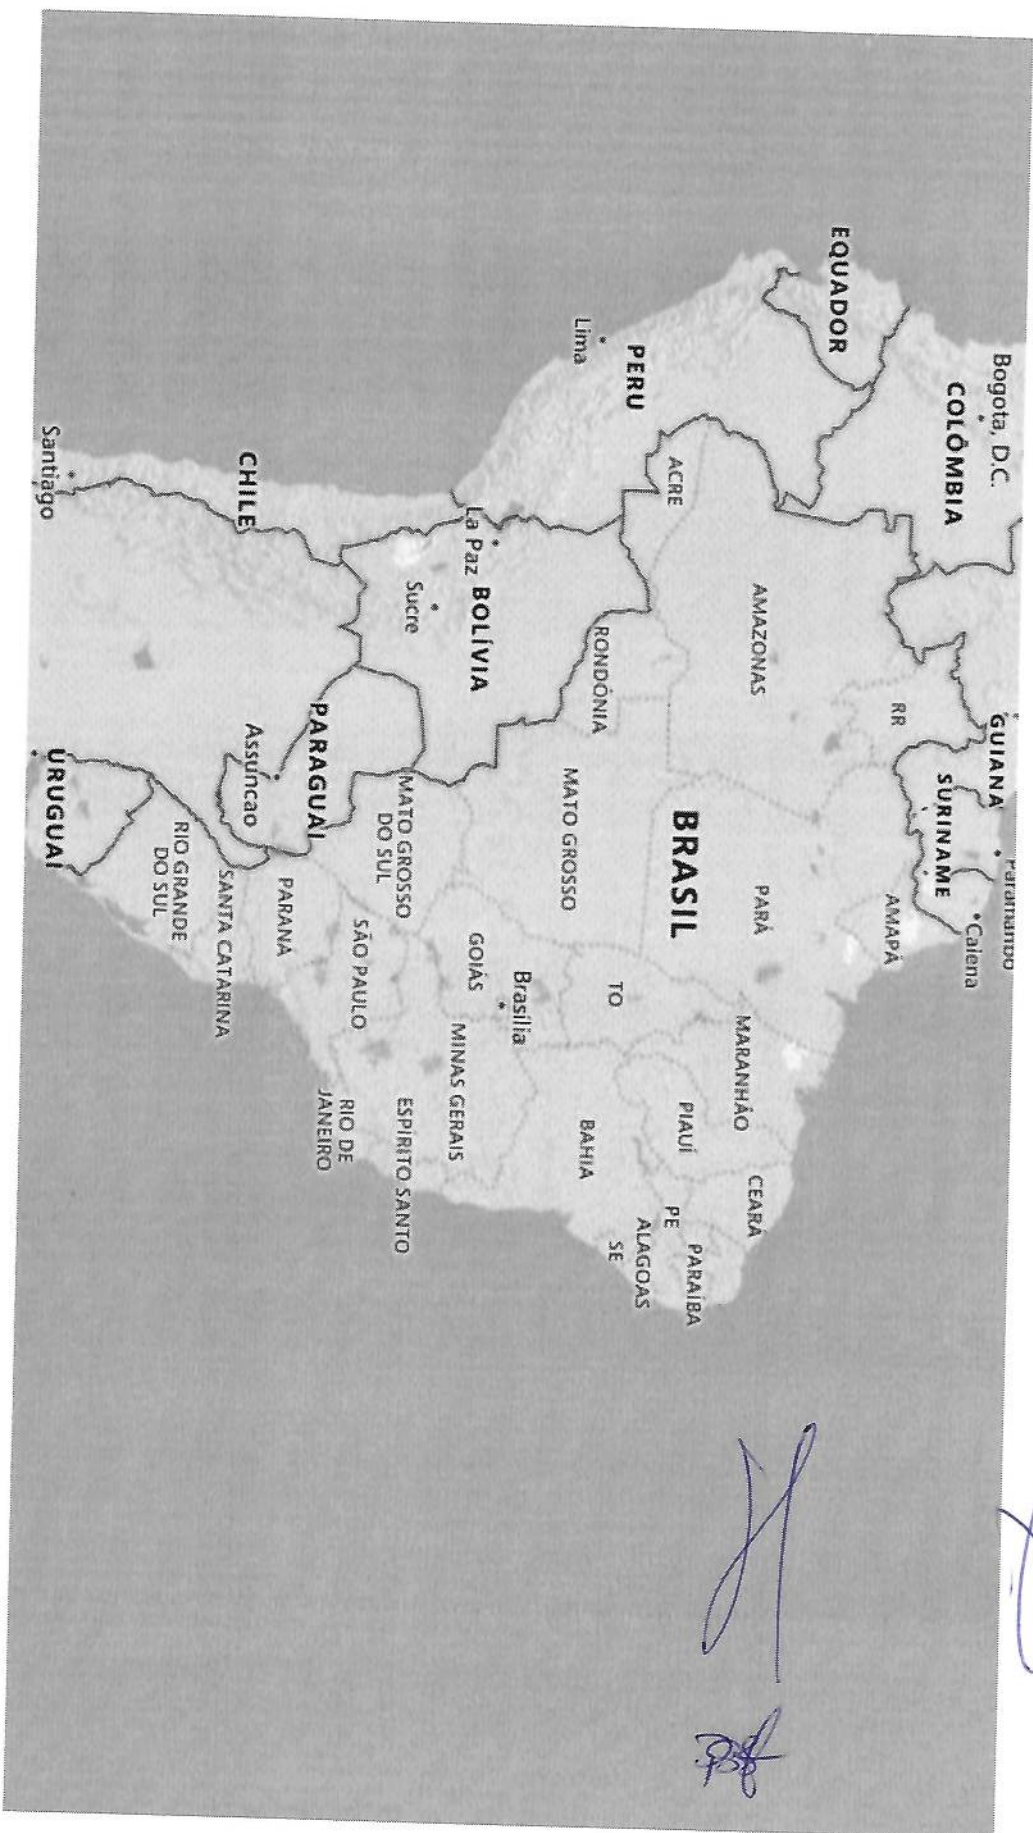 Bogota, D.C.
COLÔMBIA
GUIANA
Paramaribo
SURINAME
Caiena
EQUADOR
RR
AMAPÁ
AMAZONAS
PARÁ
MARANHÃO
CEARÁ
PERU
Lima
ACRE
BRASIL
PIAUÍ
PE
PARAÍBA
ALAGOAS
SE
RONDÔNIA
MATO GROSSO
TO
BAHIA
La Paz
BOLÍVIA
Sucre
Brasília
GOIÁS
MINAS GERAIS
ESPÍRITO SANTO
MATO GROSSO
DO SUL
SÃO PAULO
RIO DE
JANEIRO
PARAGUAI
Assuncao
PARANÁ
SANTA CATARINA
RIO GRANDE
DO SUL
CHILE
Santiago
URUGUAI